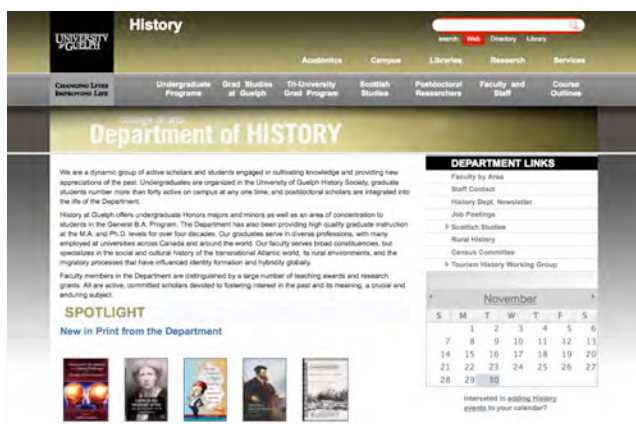 UNIVERSITY
of GUELPH
History
search: Web Directory Library
Academics Campus Libraries Research Services
CHANGING LIVES
IMPROVING LIFE
Undergraduate Programs
Grad Studies at Guelph
Tri-University Grad Program
Scottish Studies
Postdoctoral Researchers
Faculty and Staff
Course Outlines
Department of HISTORY
We are a dynamic group of active scholars and students engaged in cultivating knowledge and providing new
appreciations of the past. Undergraduates are organized in the University of Guelph History Society, graduate
students number more than forty active on campus at any one time, and postdoctoral scholars are integrated into
the life of the Department.
History at Guelph offers undergraduate Honors majors and minors as well as an area of concentration to
students in the General B.A. Program. The Department has also been providing high quality graduate instruction
at the M.A. and Ph.D. levels for over four decades. Our graduates serve in diverse professions, with many
employed at universities across Canada and around the world. Our faculty serves broad constituencies, but
specializes in the social and cultural history of the transnational Atlantic world, its rural environments, and the
migratory processes that have influenced identity formation and hybridity globally.
Faculty members in the Department are distinguished by a large number of teaching awards and research
grants. All are active, committed scholars devoted to fostering interest in the past and its meaning, a crucial and
enduring subject.
SPOTLIGHT
New in Print from the Department
DEPARTMENT LINKS
Faculty by Area
Staff Contact
History Dept. Newsletter
Job Postings
Scottish Studies
Rural History
Census Committee
Tourism History Working Group
November
S M T W T F S
1 2 3 4 5 6
7 8 9 10 11 12 13
14 15 16 17 18 19 20
21 22 23 24 25 26 27
28 29 30
Interested in adding History
events to your calendar?